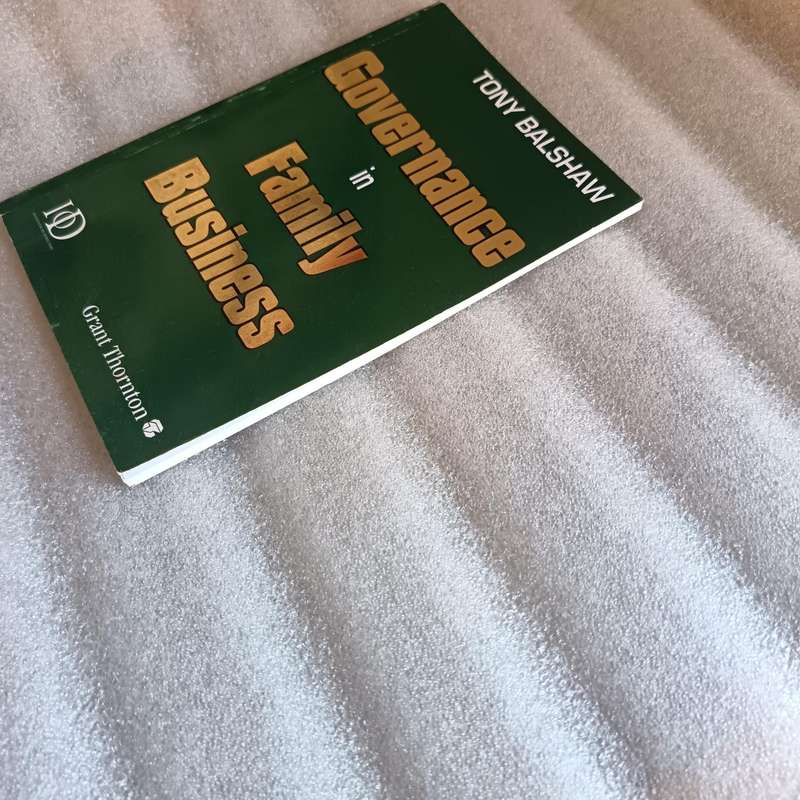 TONY BALSHAW
Governance
in
Family
Business
IOD
Grant Thornton